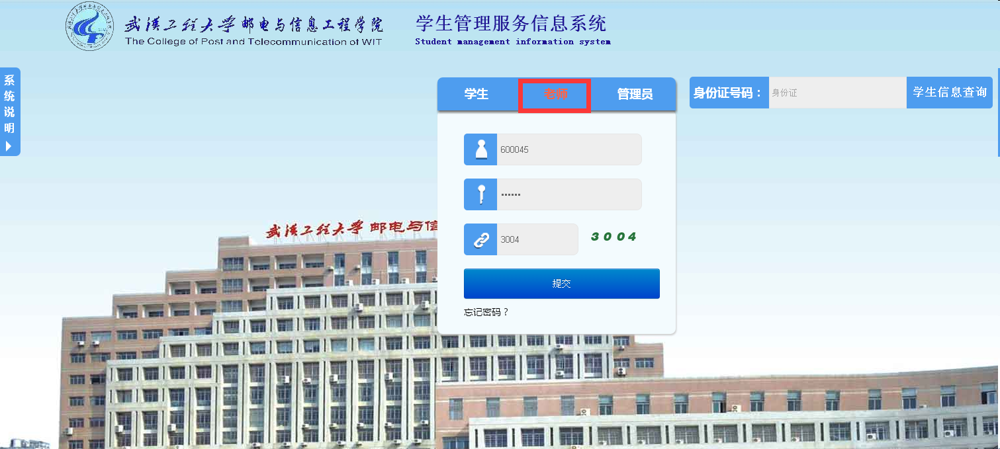 武汉工程大学邮电与信息工程学院
The College of Post and Telecommunication of WIT
学生管理服务信息系统
Student management information system
系统说明
学生 老师 管理员
身份证号码： 身份证 学生信息查询
600045
••••••
3004 3004
提交
忘记密码？
武汉工程大学 邮电与信